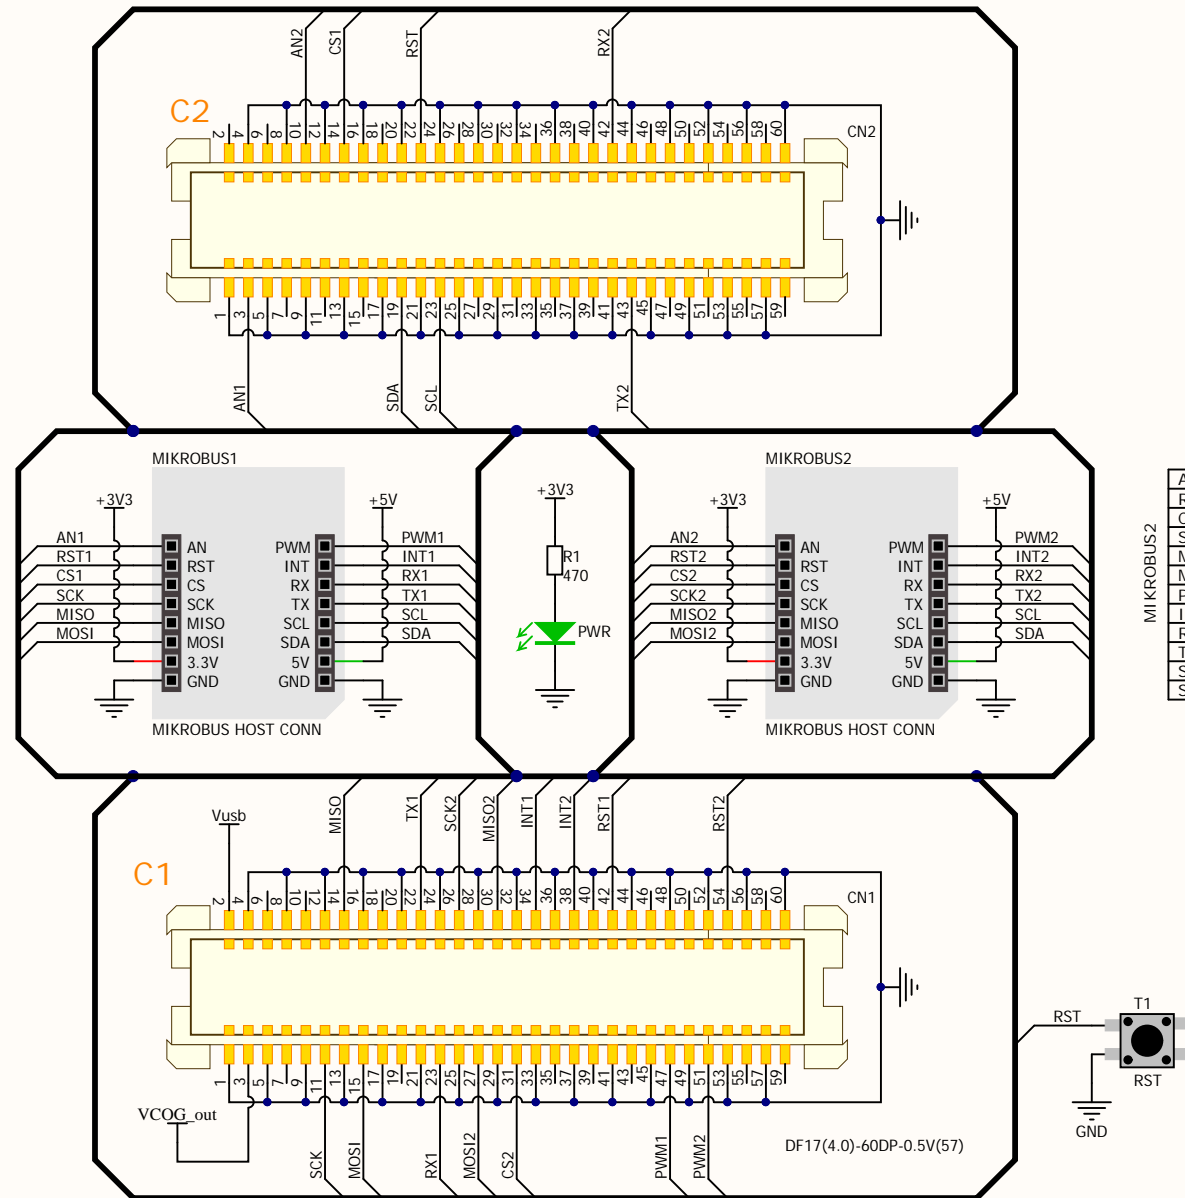 AN2
CS1
RST
RX2
C2
2 4 6 8 10 12 14 16 18 20 22 24 26 28 30 32 34 36 38 40 42 44 46 48 50 52 54 56 58 60
CN2
1 3 5 7 9 11 13 15 17 19 21 23 25 27 29 31 33 35 37 39 41 43 45 47 49 51 53 55 57 59
AN1
SDA
SCL
TX2
MIKROBUS1
+3V3
+5V
AN1 AN PWM PWM1
RST1 RST INT INT1
CS1 CS RX RX1
SCK SCK TX TX1
MISO MISO SCL SCL
MOSI MOSI SDA SDA
3.3V 5V
GND GND
MIKROBUS HOST CONN
+3V3
R1
470
PWR
MIKROBUS2
+3V3
+5V
AN2 AN PWM PWM2
RST2 RST INT INT2
CS2 CS RX RX2
SCK2 SCK TX TX2
MISO2 MISO SCL SCL
MOSI2 MOSI SDA SDA
3.3V 5V
GND GND
MIKROBUS HOST CONN
MIKROBUS2
MISO
TX1
SCK2
MISO2
INT1
INT2
RST1
RST2
Vusb
C1
2 4 6 8 10 12 14 16 18 20 22 24 26 28 30 32 34 36 38 40 42 44 46 48 50 52 54 56 58 60
CN1
1 3 5 7 9 11 13 15 17 19 21 23 25 27 29 31 33 35 37 39 41 43 45 47 49 51 53 55 57 59
VCOG_out
SCK
MOSI
RX1
MOSI2
CS2
PWM1
PWM2
DF17(4.0)-60DP-0.5V(57)
RST
T1
RST
GND